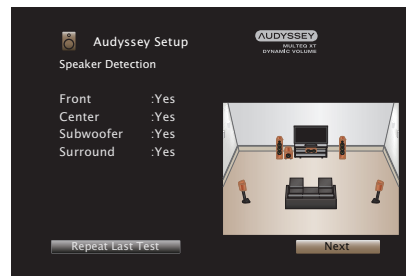 Audyssey Setup
AUDYSSEY
MULTEQ XT
DYNAMIC VOLUME
Speaker Detection
Front :Yes
Center :Yes
Subwoofer :Yes
Surround :Yes
Repeat Last Test
Next